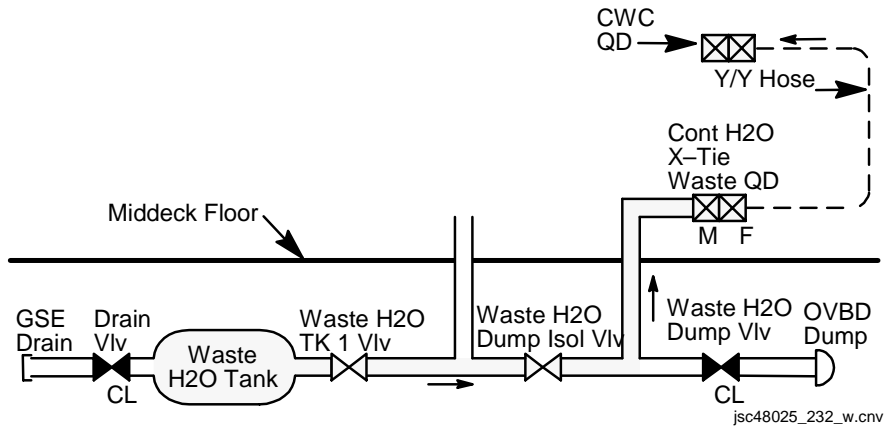 CWC
QD
Y/Y Hose
Cont H2O
X–Tie
Waste QD
M F
Middeck Floor
GSE
Drain
Drain
Vlv
CL
Waste
H2O Tank
Waste H2O
TK 1 Vlv
Waste H2O
Dump Isol Vlv
Waste H2O
Dump Vlv
CL
OVBD
Dump
jsc48025_232_w.cnv